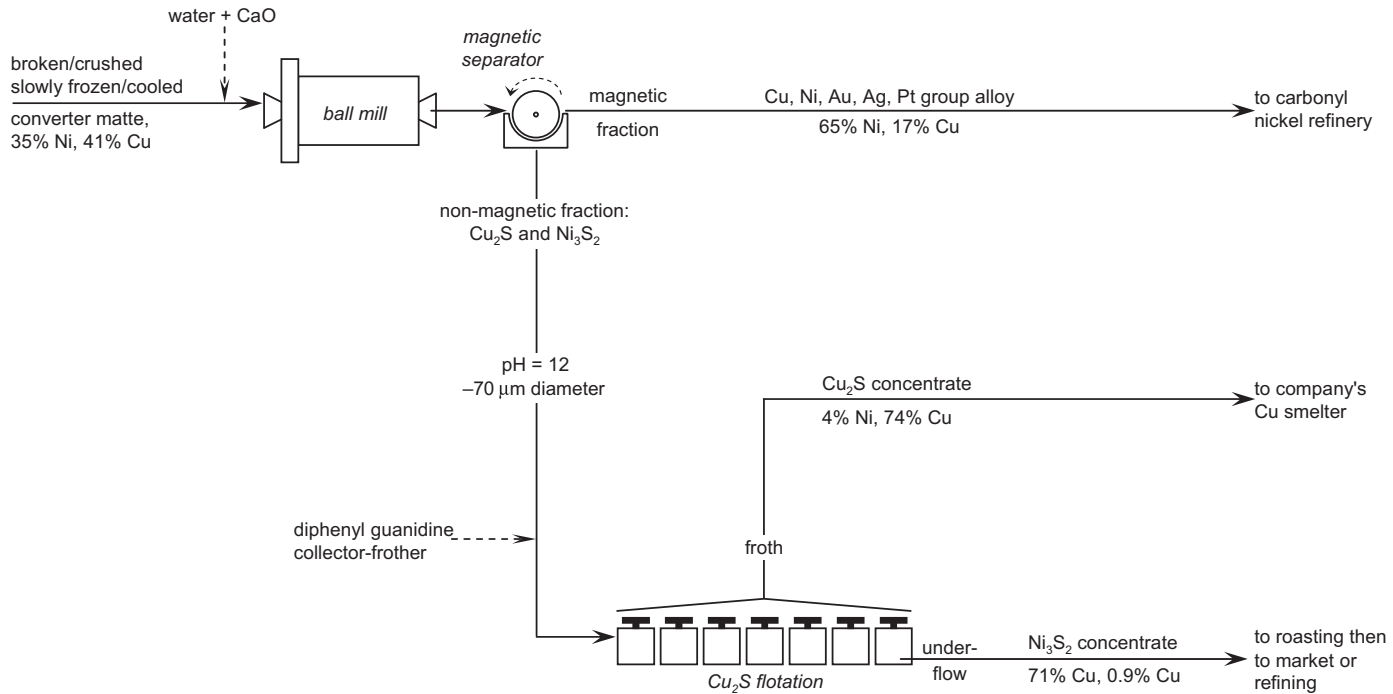 water + CaO
broken/crushed
slowly frozen/cooled
converter matte,
35% Ni, 41% Cu
ball mill
magnetic
separator
magnetic
fraction
Cu, Ni, Au, Ag, Pt group alloy
65% Ni, 17% Cu
to carbonyl
nickel refinery
non-magnetic fraction:
Cu₂S and Ni₃S₂
pH = 12
–70 μm diameter
Cu₂S concentrate
4% Ni, 74% Cu
to company's
Cu smelter
diphenyl guanidine
collector-frother
froth
Cu₂S flotation
under-
flow
Ni₃S₂ concentrate
71% Cu, 0.9% Cu
to roasting then
to market or
refining